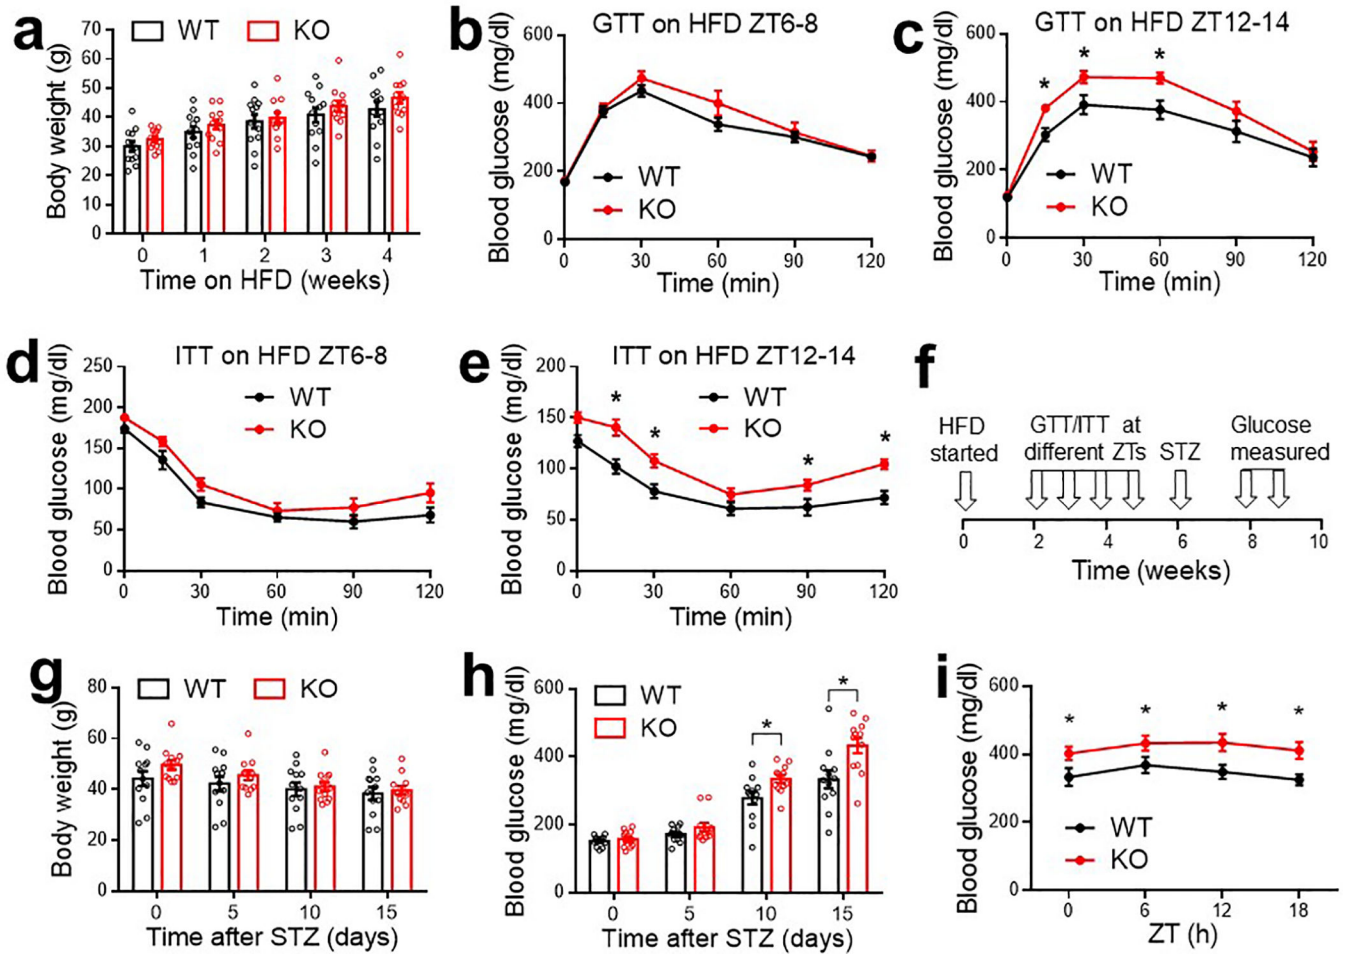 a
WT KO
Body weight (g)
70
60
50
40
30
20
10
0
0 1 2 3 4
Time on HFD (weeks)
b
GTT on HFD ZT6-8
Blood glucose (mg/dl)
600
400
200
0
WT
KO
0 30 60 90 120
Time (min)
c
GTT on HFD ZT12-14
Blood glucose (mg/dl)
600
400
200
0
* * *
WT
KO
0 30 60 90 120
Time (min)
d
ITT on HFD ZT6-8
Blood glucose (mg/dl)
250
200
150
100
50
0
WT
KO
0 30 60 90 120
Time (min)
e
ITT on HFD ZT12-14
Blood glucose (mg/dl)
200
150
100
50
0
WT
KO
* * * *
0 30 60 90 120
Time (min)
f
HFD
started
GTT/ITT at
different ZTs
STZ
Glucose
measured
0 2 4 6 8 10
Time (weeks)
g
WT KO
Body weight (g)
80
60
40
20
0
0 5 10 15
Time after STZ (days)
h
Blood glucose (mg/dl)
600
400
200
0
WT
KO
* *
0 5 10 15
Time after STZ (days)
i
Blood glucose (mg/dl)
600
400
200
0
* * * *
WT
KO
0 6 12 18
ZT (h)